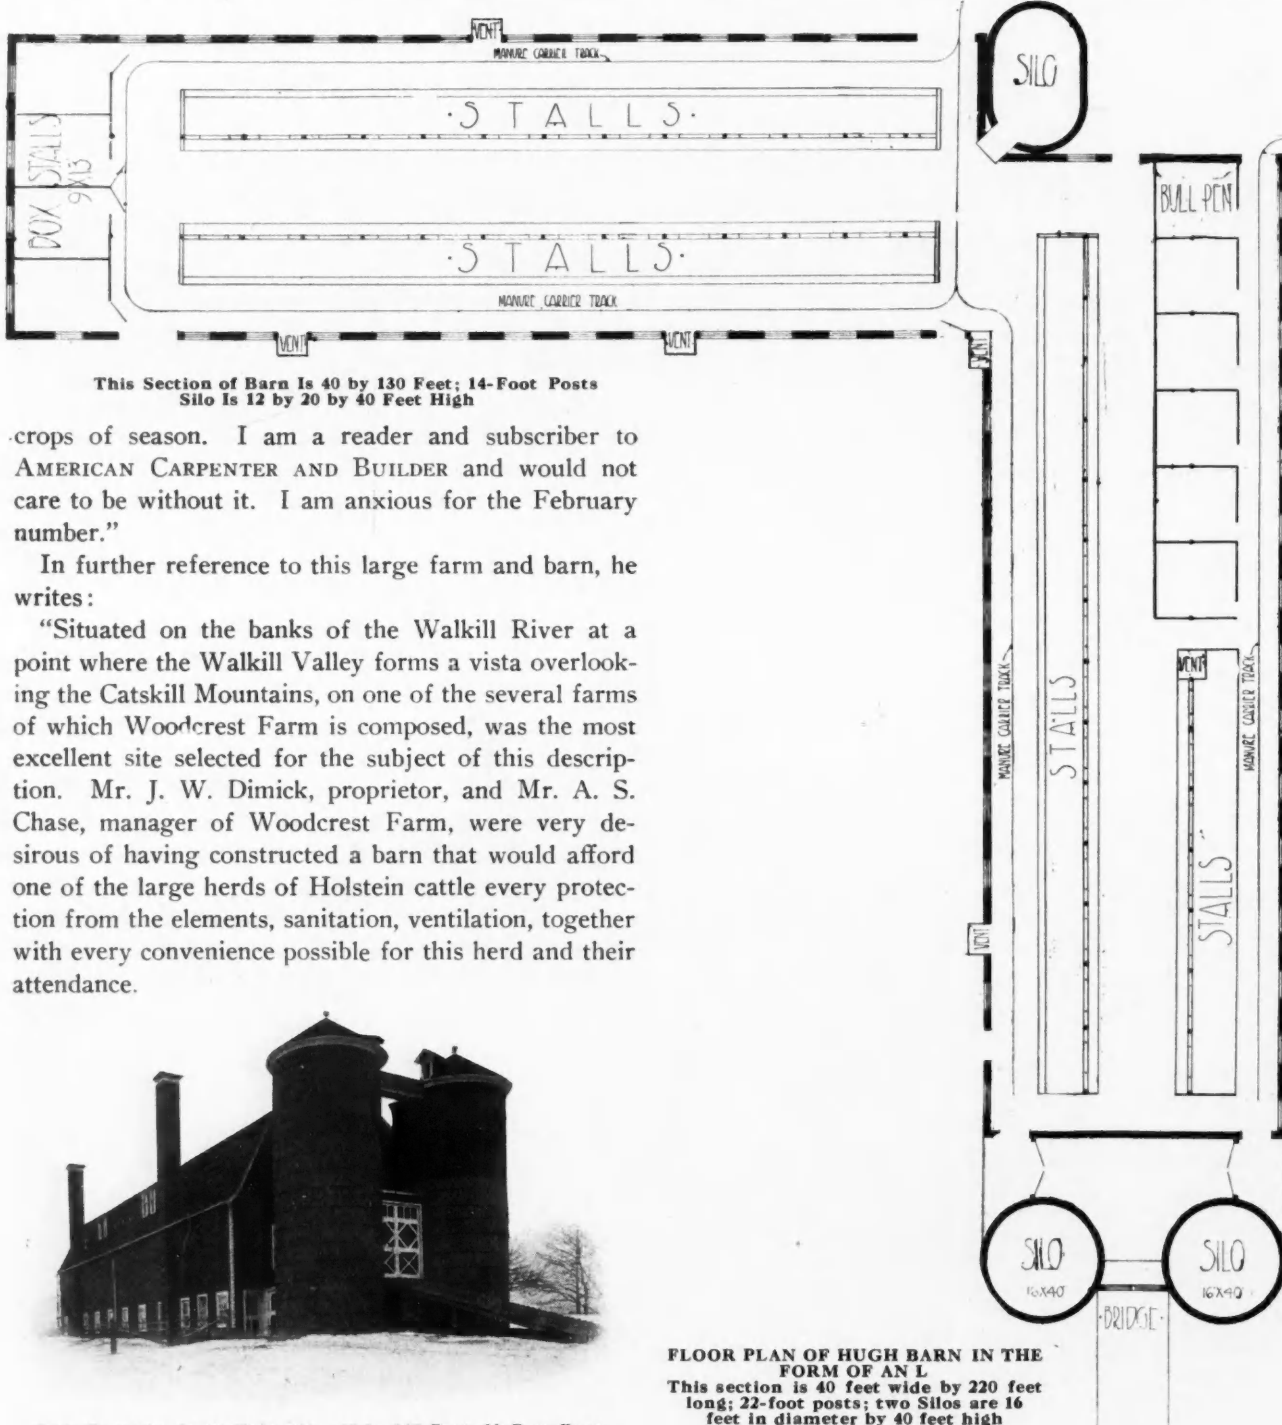 VENT
MANURE CARRIER TRACK
·STALLS·
SILO
BOX STALLS
9X13
BULL PEN
·STALLS·
MANURE CARRIER TRACK
VENT
VENT
VENT
This Section of Barn Is 40 by 130 Feet; 14-Foot Posts
Silo Is 12 by 20 by 40 Feet High
crops of season. I am a reader and subscriber to
AMERICAN CARPENTER AND BUILDER and would not
care to be without it. I am anxious for the February
number.”
In further reference to this large farm and barn, he
writes:
“Situated on the banks of the Walkill River at a
point where the Walkill Valley forms a vista overlook-
ing the Catskill Mountains, on one of the several farms
of which Woodcrest Farm is composed, was the most
excellent site selected for the subject of this descrip-
tion. Mr. J. W. Dimick, proprietor, and Mr. A. S.
Chase, manager of Woodcrest Farm, were very de-
sirous of having constructed a barn that would afford
one of the large herds of Holstein cattle every protec-
tion from the elements, sanitation, ventilation, together
with every convenience possible for this herd and their
attendance.
MANURE CARRIER TRACK
STALLS
VENT
STALLS
MANURE CARRIER TRACK
VENT
SILO
16X40
SILO
16X40
·BRIDGE·
FLOOR PLAN OF HUGH BARN IN THE
FORM OF AN L
This section is 40 feet wide by 220 feet
long; 22-foot posts; two Silos are 16
feet in diameter by 40 feet high